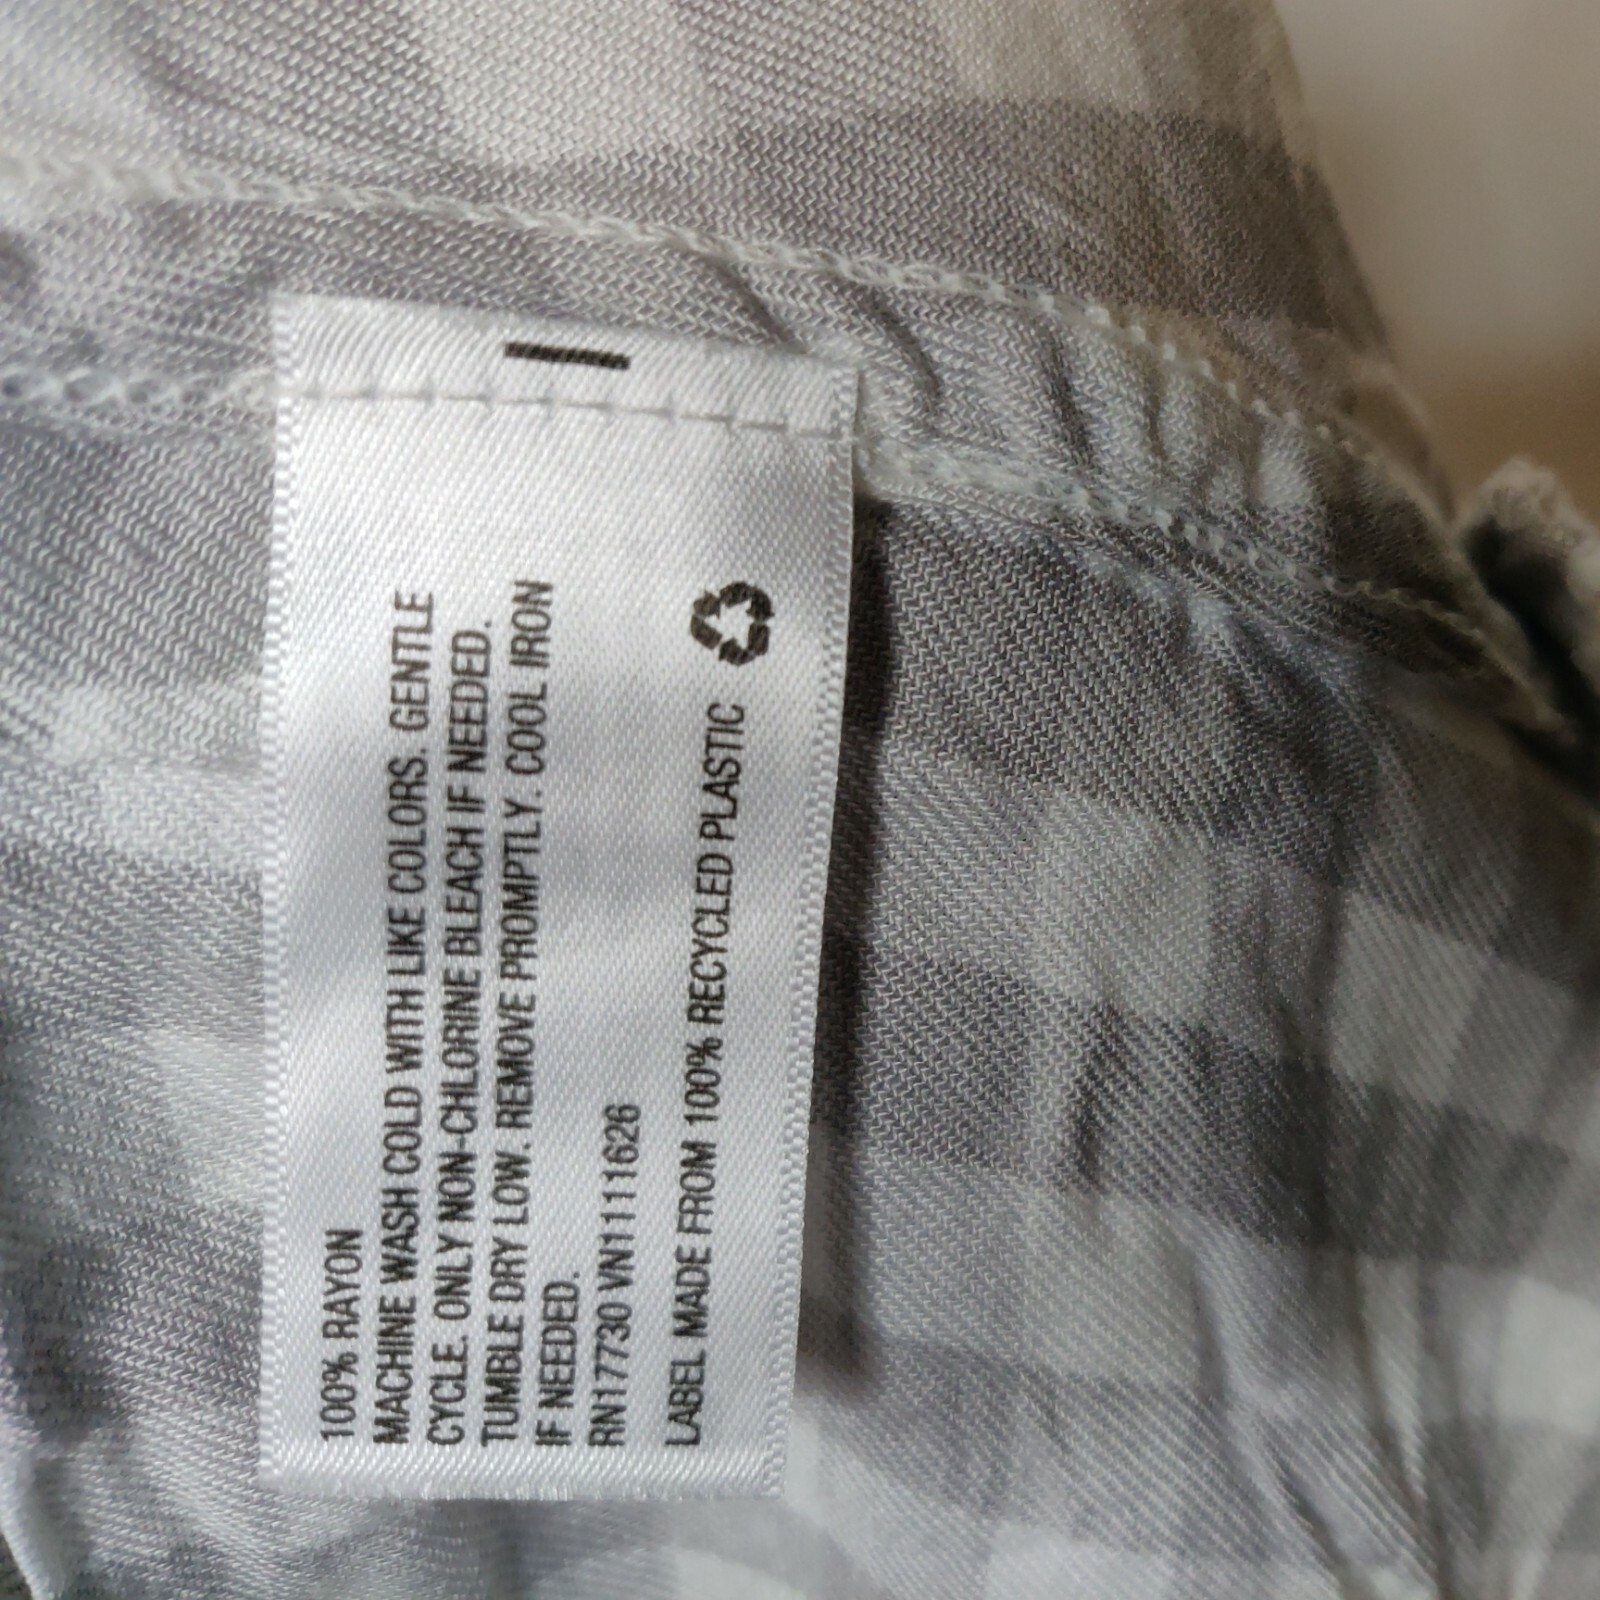 100% RAYON
MACHINE WASH COLD WITH LIKE COLORS. GENTLE
CYCLE. ONLY NON-CHLORINE BLEACH IF NEEDED.
TUMBLE DRY LOW. REMOVE PROMPTLY. COOL IRON
IF NEEDED.
RN17730 VN1111626
LABEL MADE FROM 100% RECYCLED PLASTIC